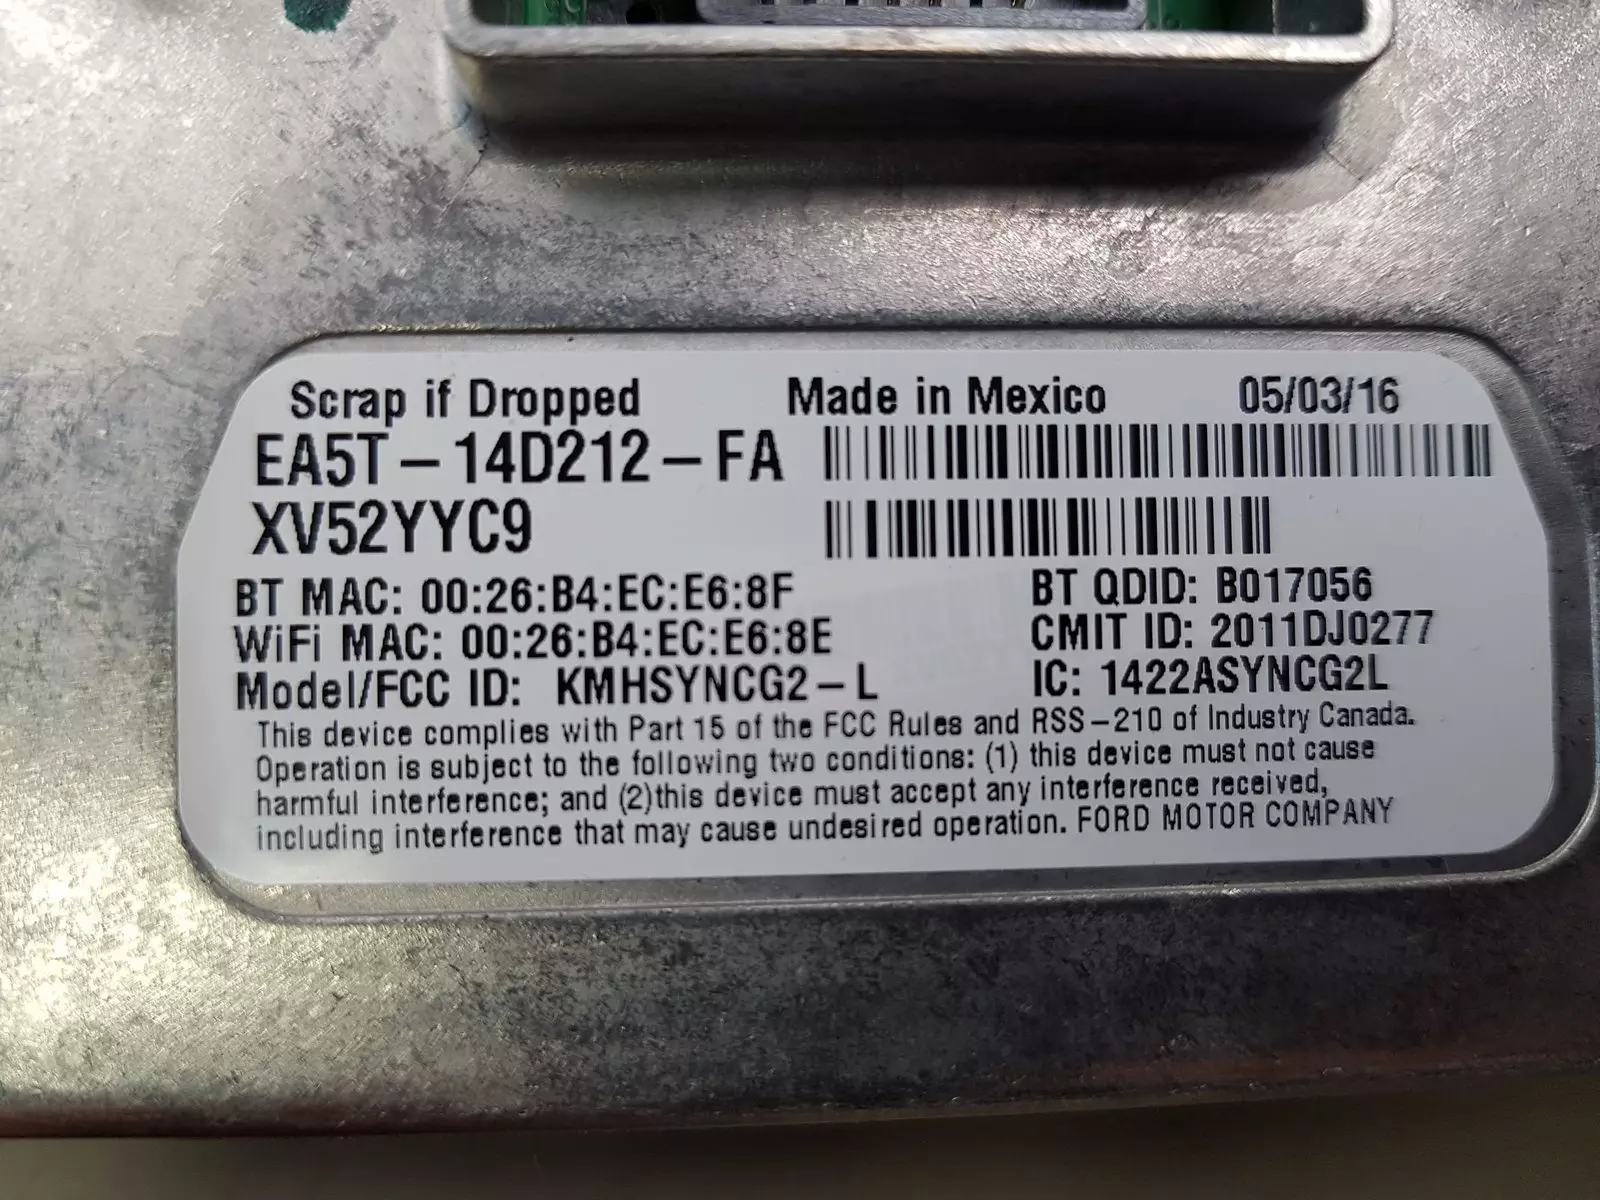 Scrap if Dropped Made in Mexico 05/03/16
EA5T-14D212-FA
XV52YYC9
BT MAC: 00:26:B4:EC:E6:8F BT QDID: B017056
WiFi MAC: 00:26:B4:EC:E6:8E CMIT ID: 2011DJ0277
Model/FCC ID: KMHSYNCG2-L IC: 1422ASYNCG2L
This device complies with Part 15 of the FCC Rules and RSS-210 of Industry Canada.
Operation is subject to the following two conditions: (1) this device must not cause
harmful interference; and (2)this device must accept any interference received,
including interference that may cause undesired operation. FORD MOTOR COMPANY